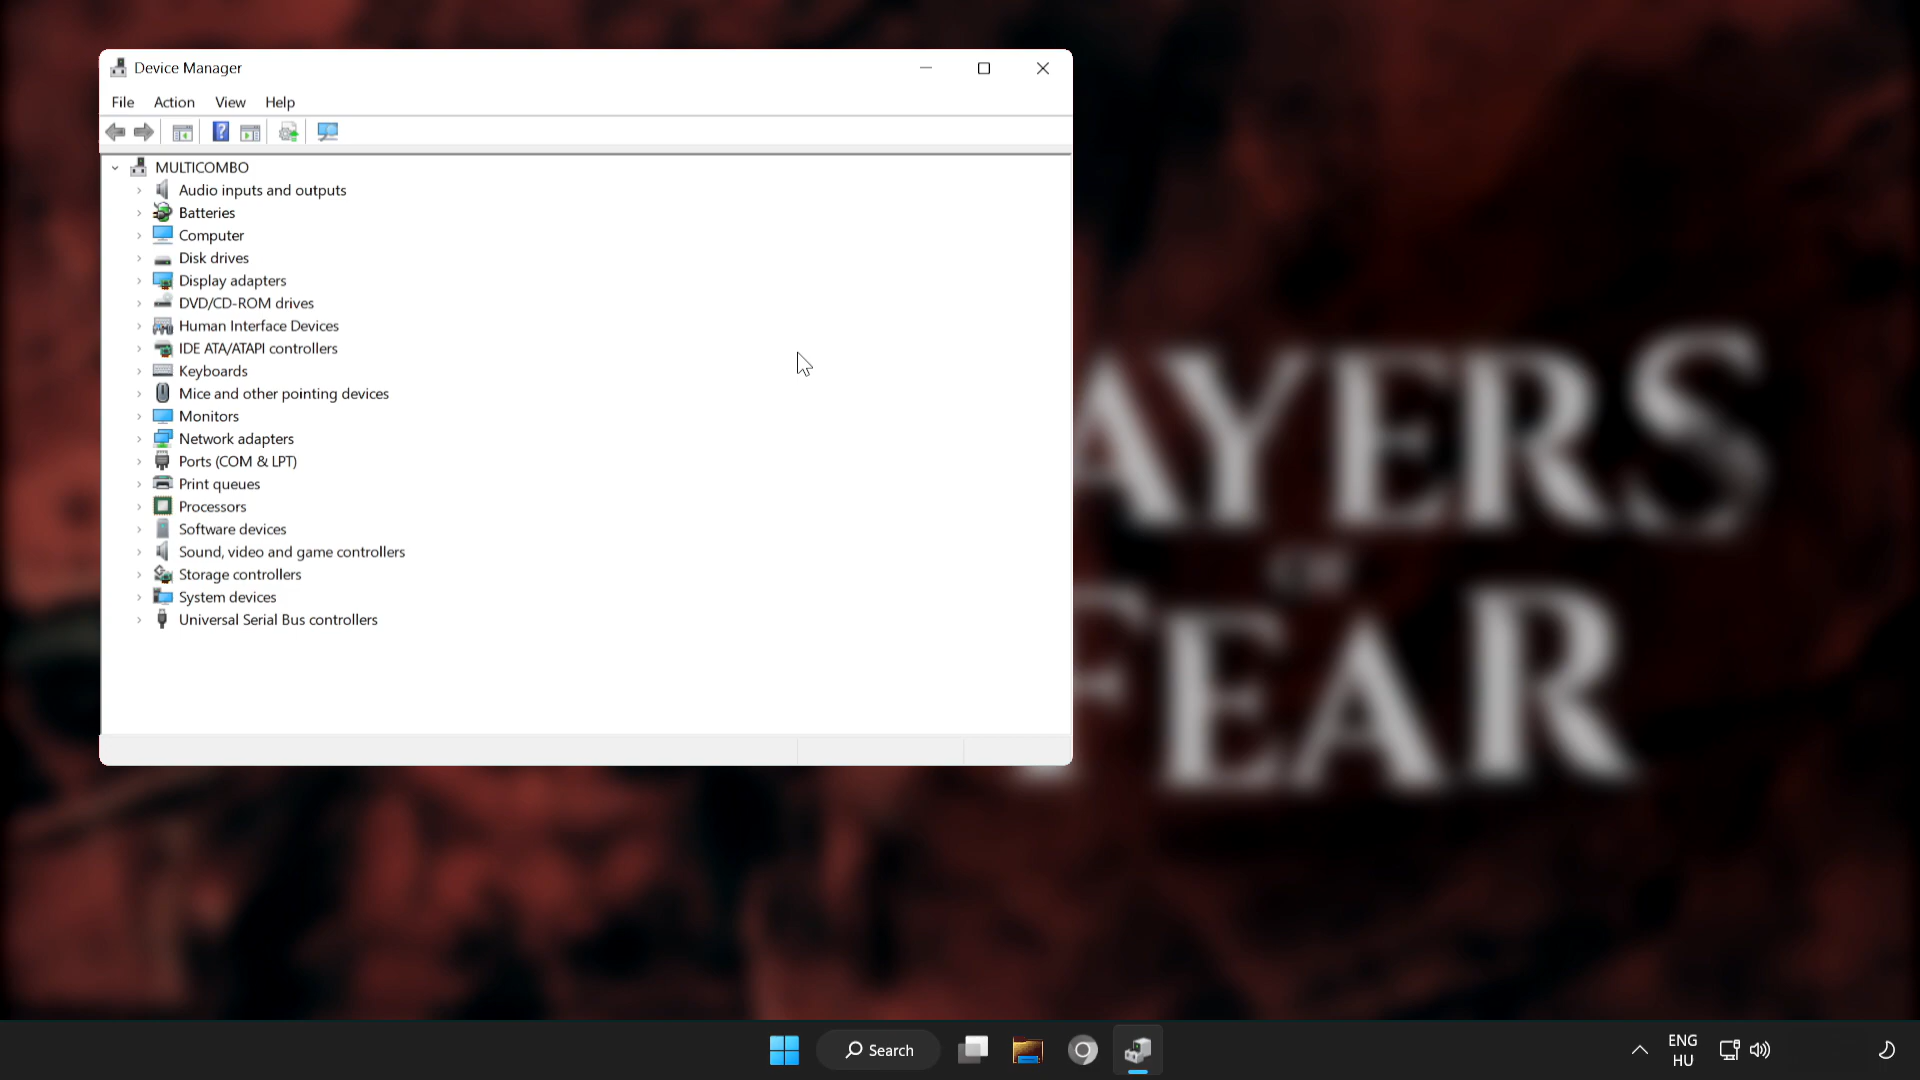 Device Manager
File Action View Help
MULTICOMBO
Audio inputs and outputs
Batteries
Computer
Disk drives
Display adapters
DVD/CD-ROM drives
Human Interface Devices
IDE ATA/ATAPI controllers
Keyboards
Mice and other pointing devices
Monitors
Network adapters
Ports (COM & LPT)
Print queues
Processors
Software devices
Sound, video and game controllers
Storage controllers
System devices
Universal Serial Bus controllers
AYERS
OF
FEAR
Search
ENG
HU